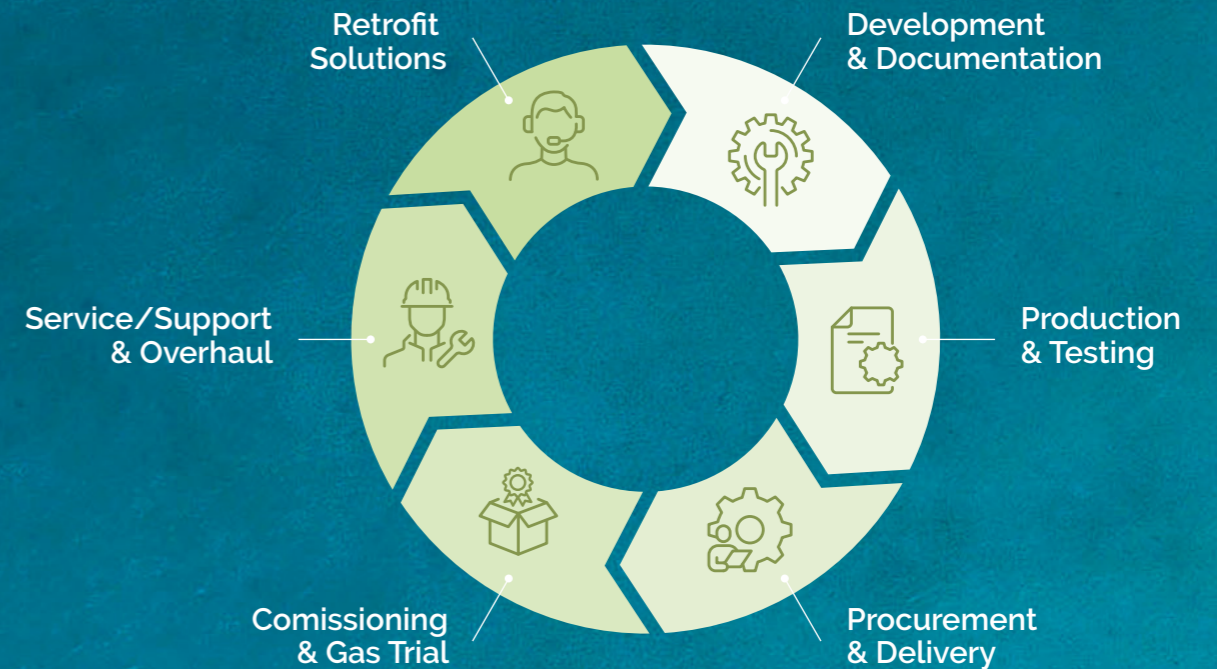 Retrofit
Solutions
Development
& Documentation
Service/Support
& Overhaul
Production
& Testing
Comissioning
& Gas Trial
Procurement
& Delivery